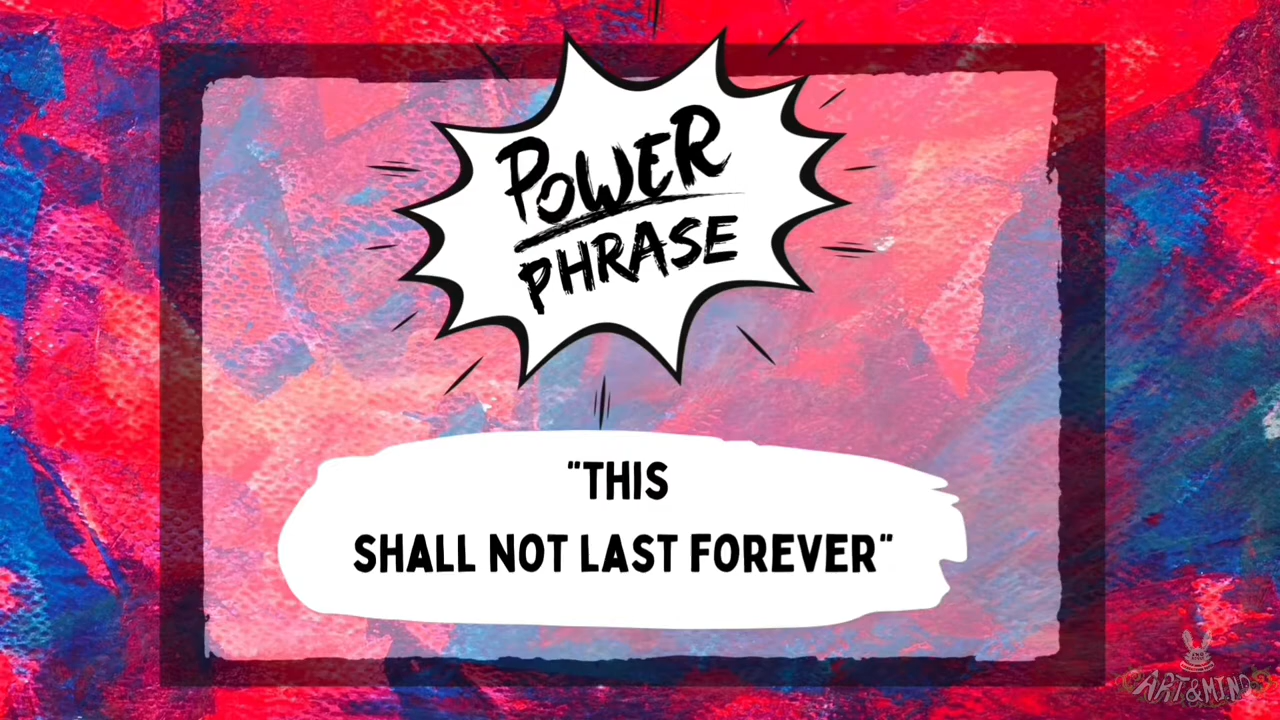 POWER
PHRASE
"THIS
SHALL NOT LAST FOREVER"
ART&MIND